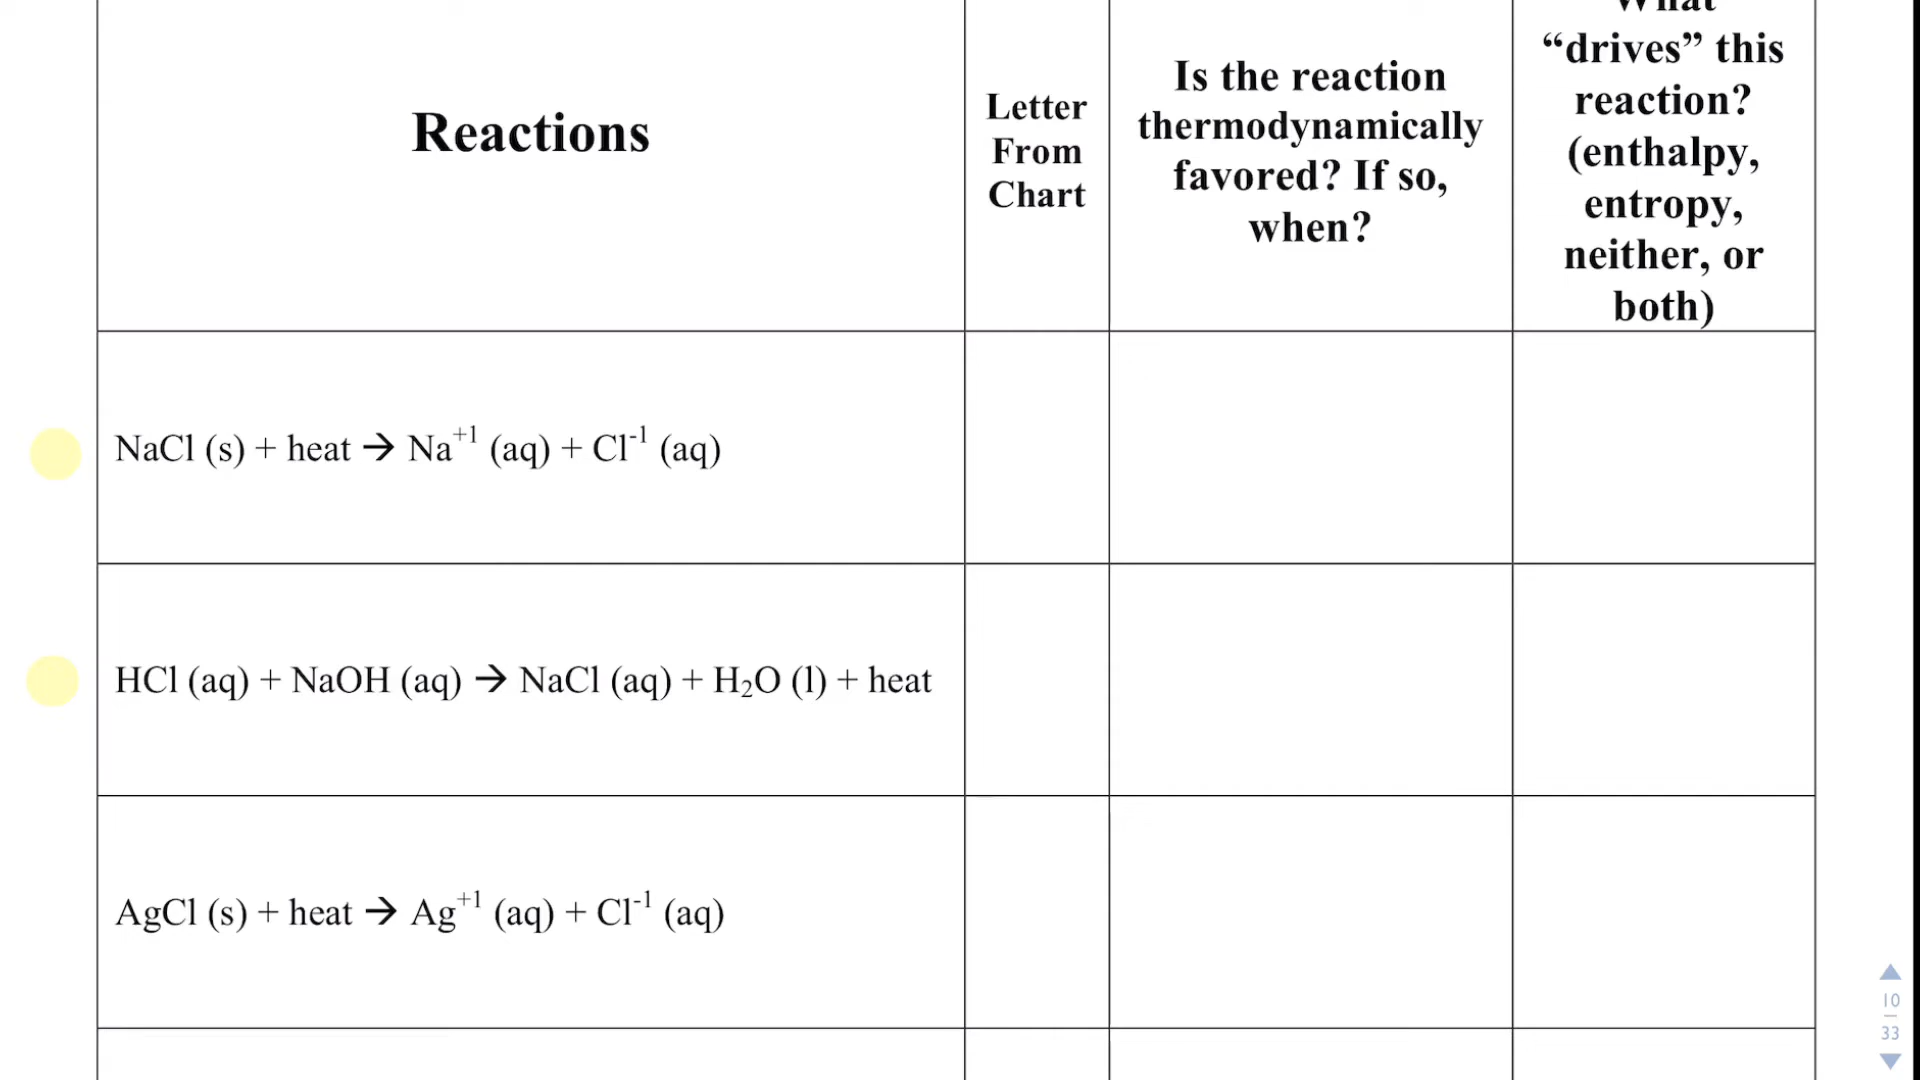 Reactions
Letter
From
Chart
Is the reaction
thermodynamically
favored? If so,
when?
What
“drives” this
reaction?
(enthalpy,
entropy,
neither, or
both)
NaCl (s) + heat → Na⁺¹ (aq) + Cl⁻¹ (aq)
HCl (aq) + NaOH (aq) → NaCl (aq) + H₂O (l) + heat
AgCl (s) + heat → Ag⁺¹ (aq) + Cl⁻¹ (aq)
10
33